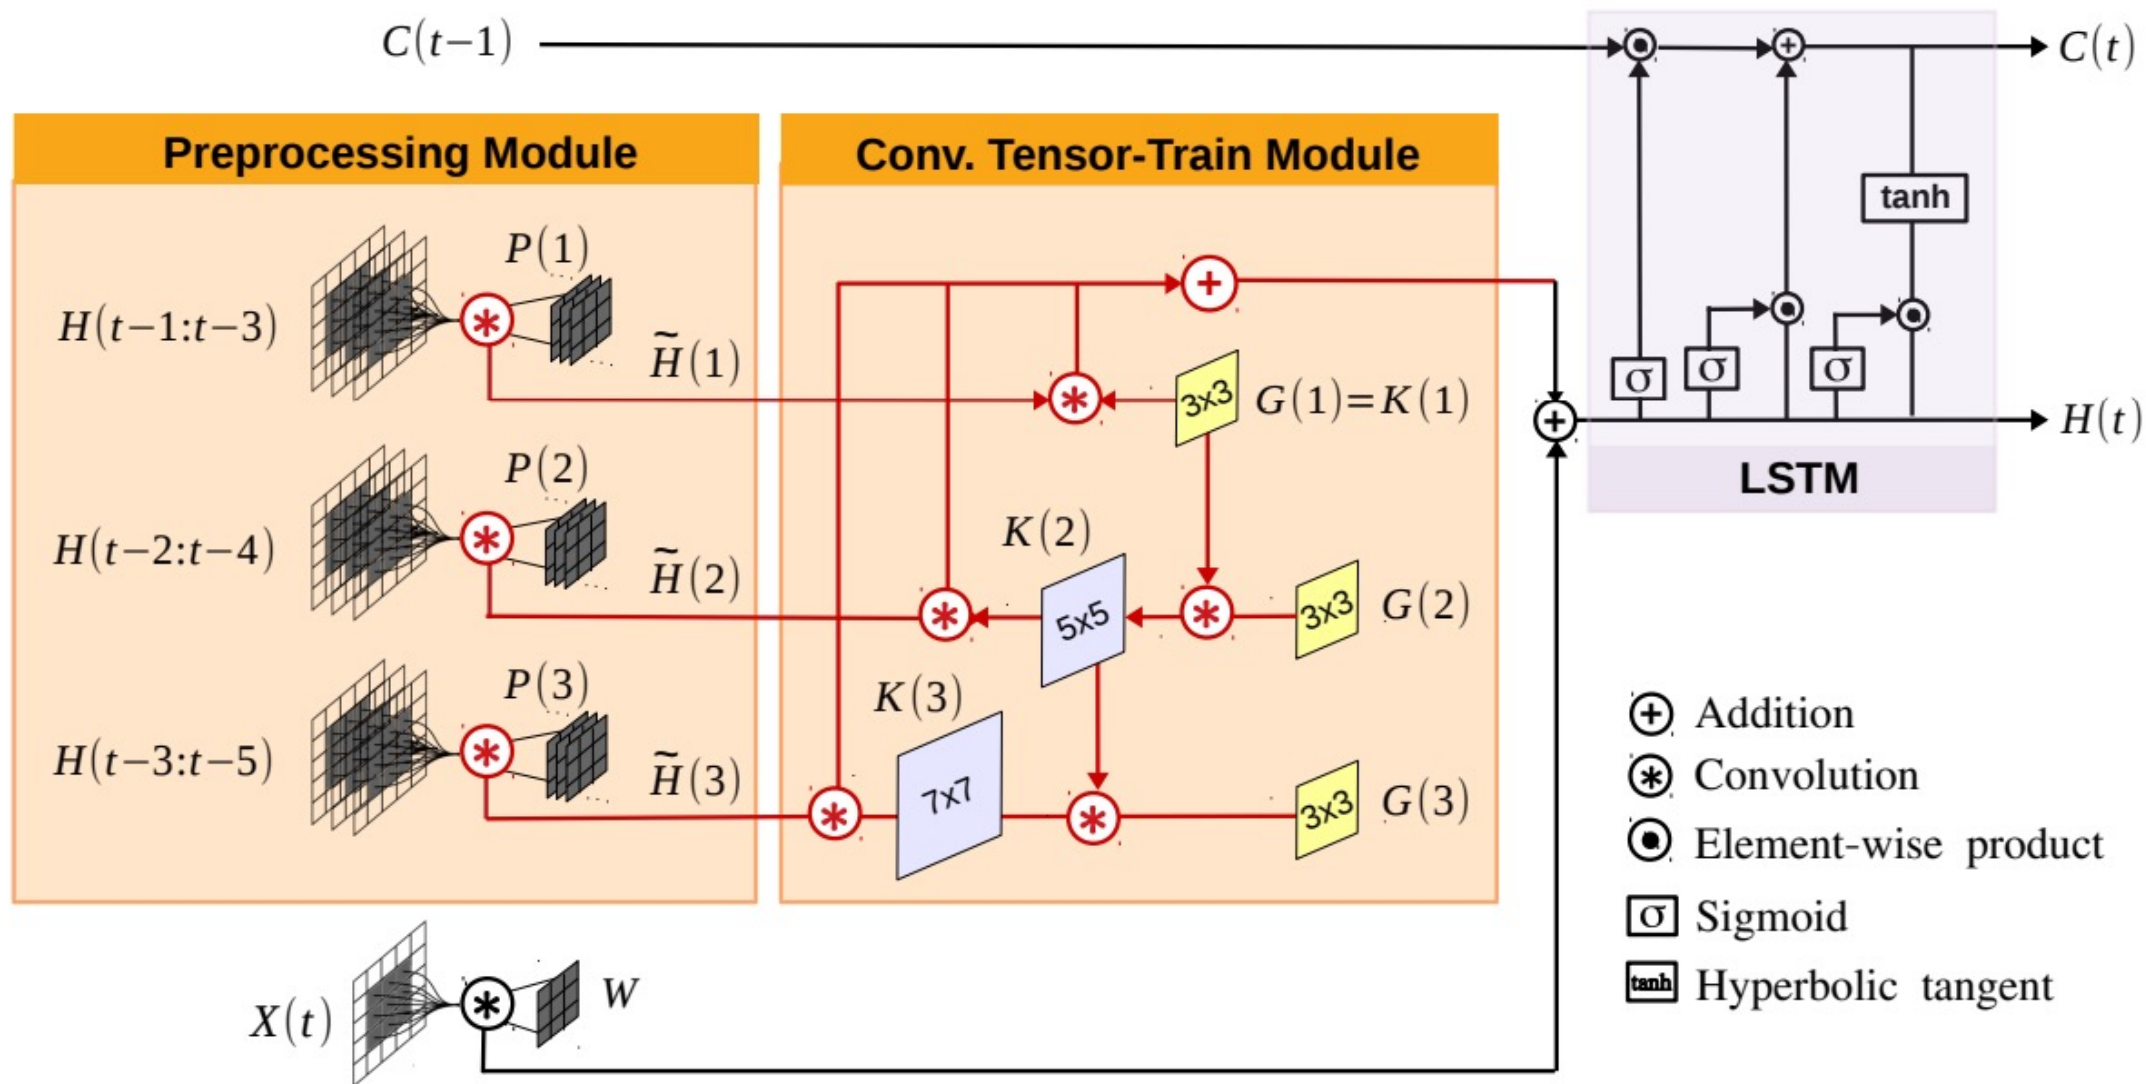 C(t−1)
C(t)
Preprocessing Module
Conv. Tensor-Train Module
P(1)
H(t−1:t−3)
H̃(1)
3x3
G(1)=K(1)
P(2)
H(t−2:t−4)
H̃(2)
K(2)
5x5
3x3
G(2)
P(3)
H(t−3:t−5)
H̃(3)
K(3)
7x7
3x3
G(3)
X(t)
W
tanh
σ
σ
σ
H(t)
LSTM
+ Addition
* Convolution
⊙ Element-wise product
σ Sigmoid
tanh Hyperbolic tangent